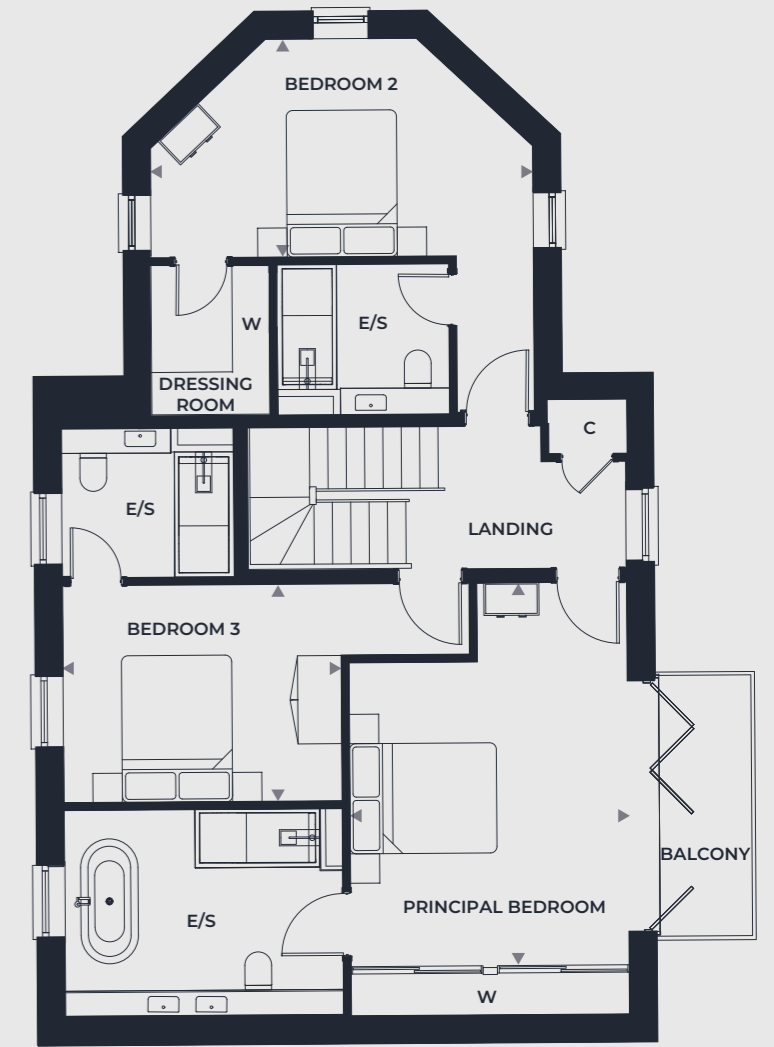 BEDROOM 2
W
E/S
DRESSING
ROOM
C
E/S
LANDING
BEDROOM 3
BALCONY
PRINCIPAL BEDROOM
E/S
W